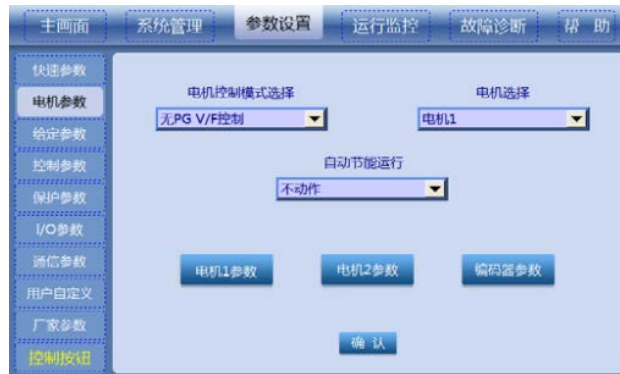 主画面 系统管理 参数设置 运行监控 故障诊断 帮 助
快速参数
电机参数
给定参数
控制参数
保护参数
I/O参数
通信参数
用户自定义
厂家参数
控制按钮
电机控制模式选择 电机选择
无PG V/F控制 电机1
自动节能运行
不动作
电机1参数 电机2参数 编码器参数
确 认